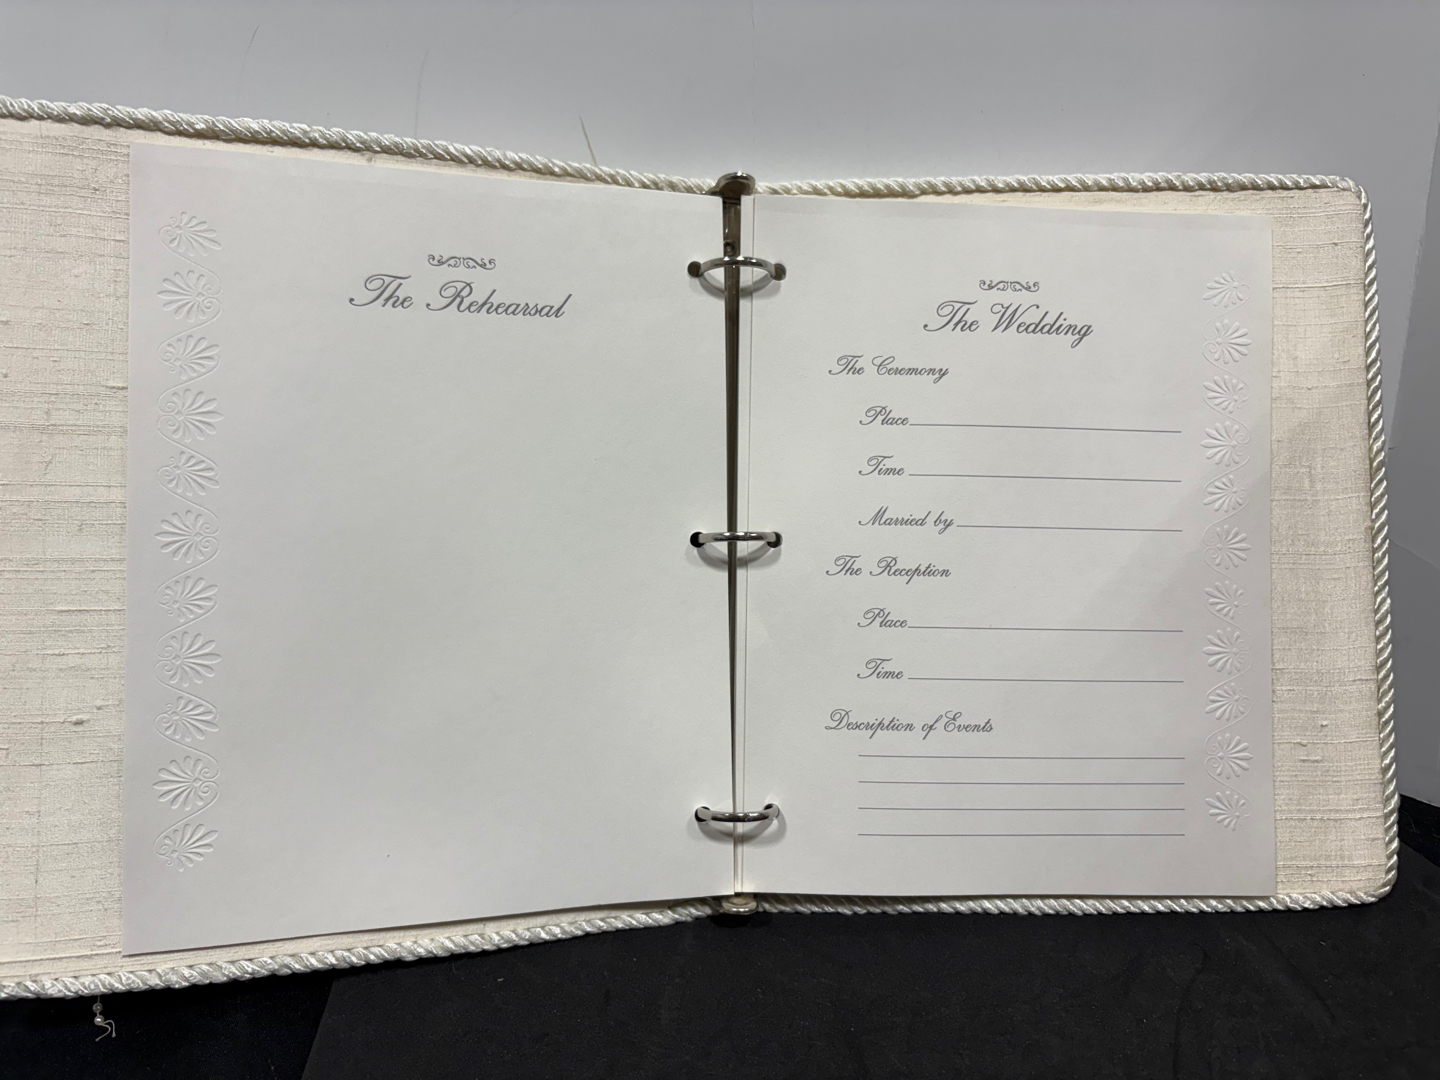 The Rehearsal
The Wedding
The Ceremony
Place
Time
Married by
The Reception
Place
Time
Description of Events